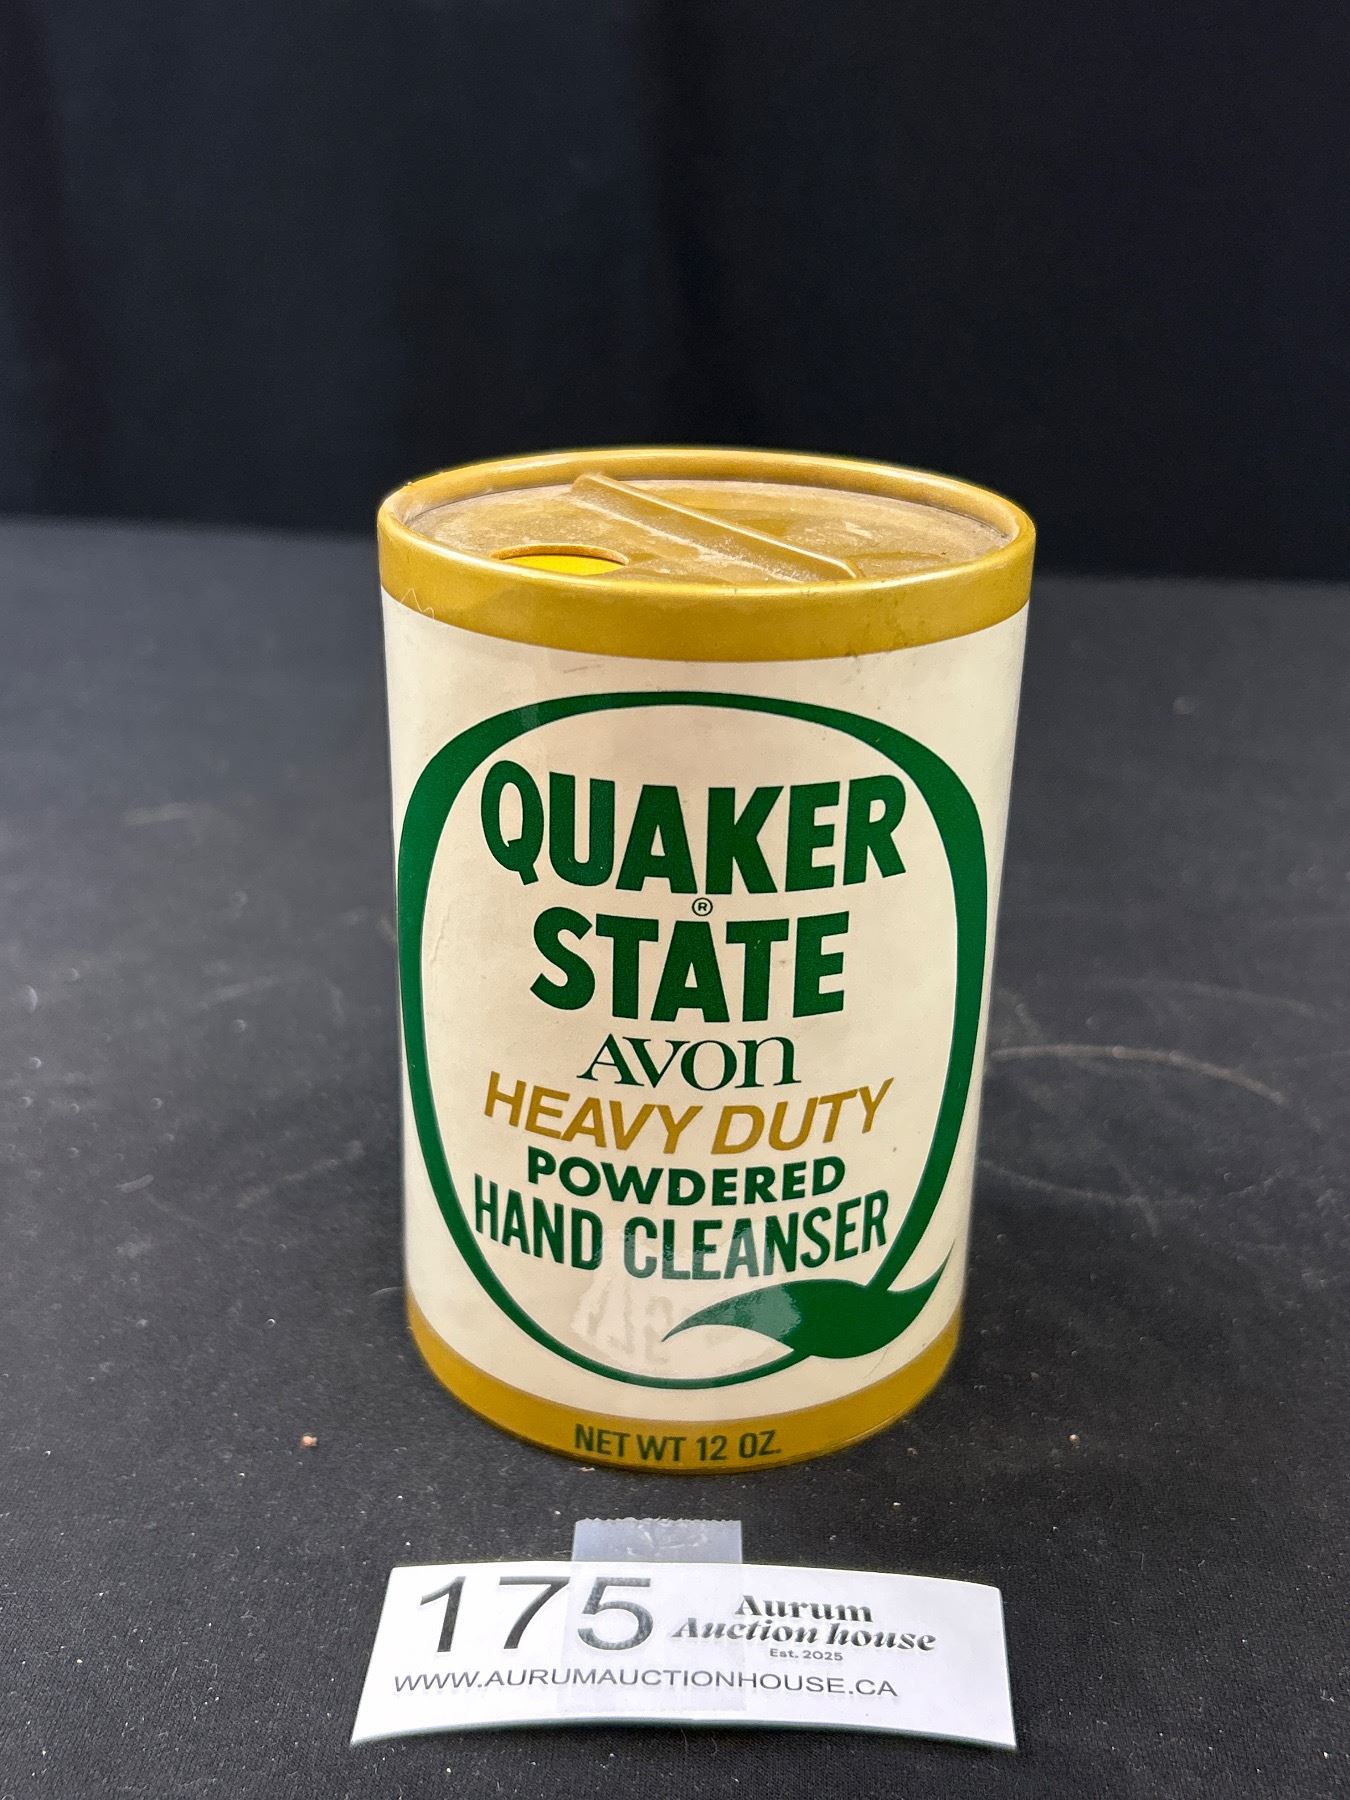 QUAKER
®
STATE
AVON
HEAVY DUTY
POWDERED
HAND CLEANSER
NET WT 12 OZ.
175
Aurum
Auction house
Est. 2025
WWW.AURUMAUCTIONHOUSE.CA